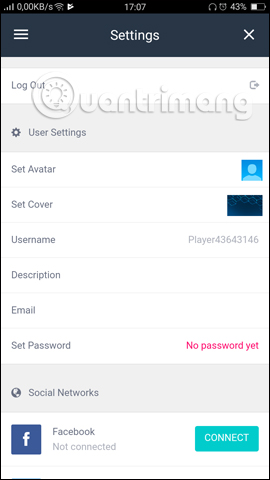 0,00KB/s 17:07 43%
Settings
Log Out
Quantrimang
User Settings
Set Avatar
Set Cover
Username Player43643146
Description
Email
Set Password No password yet
Social Networks
Facebook
Not connected
CONNECT